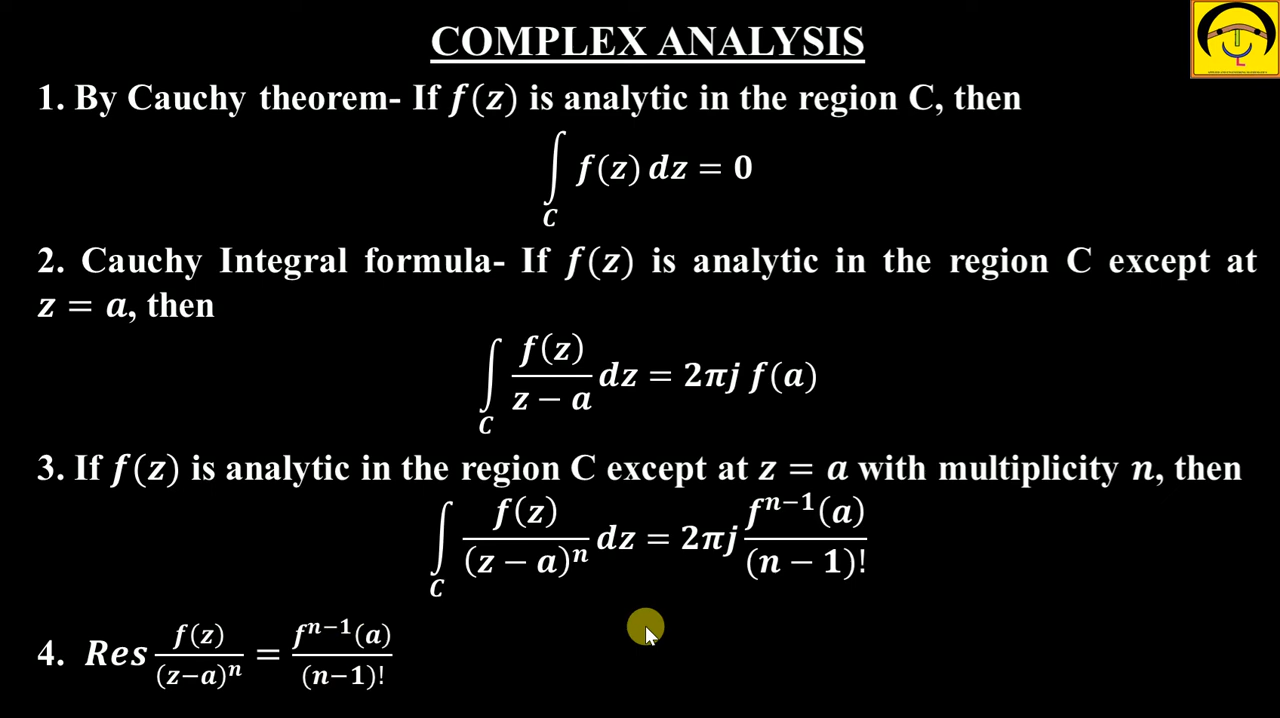 COMPLEX ANALYSIS
1. By Cauchy theorem- If f(z) is analytic in the region C, then
∫_C f(z) dz = 0
2. Cauchy Integral formula- If f(z) is analytic in the region C except at
z = a, then
∫_C f(z)/(z − a) dz = 2πj f(a)
3. If f(z) is analytic in the region C except at z = a with multiplicity n, then
∫_C f(z)/(z − a)^n dz = 2πj f^{n−1}(a)/(n − 1)!
4. Res f(z)/(z−a)^n = f^{n−1}(a)/(n−1)!